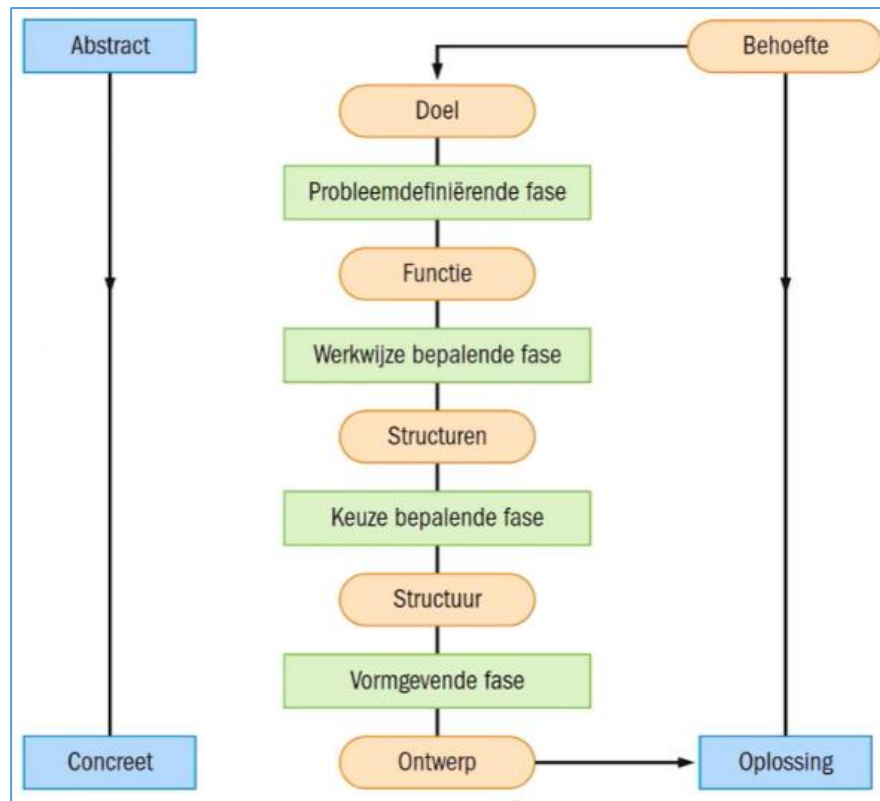 Abstract
Behoefte
Doel
Probleemdefiniërende fase
Functie
Werkwijze bepalende fase
Structuren
Keuze bepalende fase
Structuur
Vormgevende fase
Concreet
Ontwerp
Oplossing